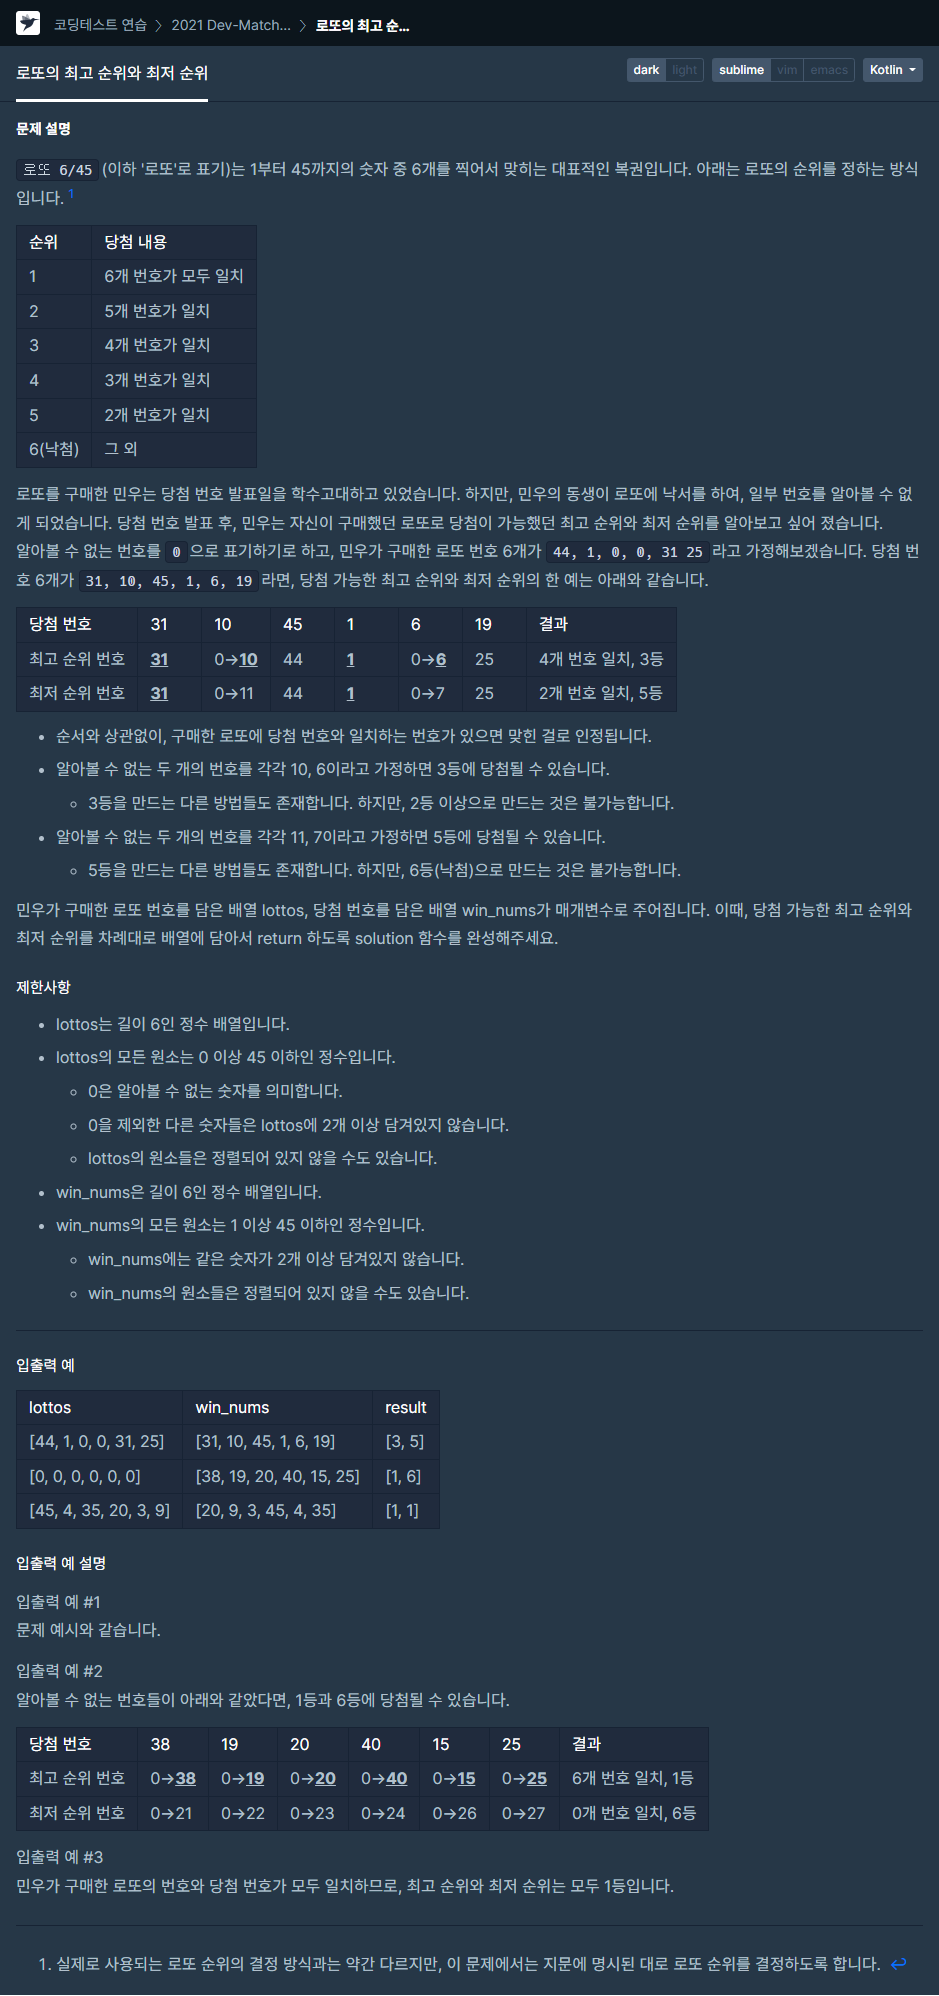 코딩테스트 연습 > 2021 Dev-Match... > 로또의 최고 순...
로또의 최고 순위와 최저 순위
dark light sublime vim emacs Kotlin
문제 설명
로또 6/45 (이하 '로또'로 표기)는 1부터 45까지의 숫자 중 6개를 찍어서 맞히는 대표적인 복권입니다. 아래는 로또의 순위를 정하는 방식
입니다. 1
순위 당첨 내용
1 6개 번호가 모두 일치
2 5개 번호가 일치
3 4개 번호가 일치
4 3개 번호가 일치
5 2개 번호가 일치
6(낙첨) 그 외
로또를 구매한 민우는 당첨 번호 발표일을 학수고대하고 있었습니다. 하지만, 민우의 동생이 로또에 낙서를 하여, 일부 번호를 알아볼 수 없
게 되었습니다. 당첨 번호 발표 후, 민우는 자신이 구매했던 로또로 당첨이 가능했던 최고 순위와 최저 순위를 알아보고 싶어 졌습니다.
알아볼 수 없는 번호를 0 으로 표기하기로 하고, 민우가 구매한 로또 번호 6개가 44, 1, 0, 0, 31 25 라고 가정해보겠습니다. 당첨 번
호 6개가 31, 10, 45, 1, 6, 19 라면, 당첨 가능한 최고 순위와 최저 순위의 한 예는 아래와 같습니다.
당첨 번호 31 10 45 1 6 19 결과
최고 순위 번호 31 0→10 44 1 0→6 25 4개 번호 일치, 3등
최저 순위 번호 31 0→11 44 1 0→7 25 2개 번호 일치, 5등
• 순서와 상관없이, 구매한 로또에 당첨 번호와 일치하는 번호가 있으면 맞힌 걸로 인정됩니다.
• 알아볼 수 없는 두 개의 번호를 각각 10, 6이라고 가정하면 3등에 당첨될 수 있습니다.
◦ 3등을 만드는 다른 방법들도 존재합니다. 하지만, 2등 이상으로 만드는 것은 불가능합니다.
• 알아볼 수 없는 두 개의 번호를 각각 11, 7이라고 가정하면 5등에 당첨될 수 있습니다.
◦ 5등을 만드는 다른 방법들도 존재합니다. 하지만, 6등(낙첨)으로 만드는 것은 불가능합니다.
민우가 구매한 로또 번호를 담은 배열 lottos, 당첨 번호를 담은 배열 win_nums가 매개변수로 주어집니다. 이때, 당첨 가능한 최고 순위와
최저 순위를 차례대로 배열에 담아서 return 하도록 solution 함수를 완성해주세요.
제한사항
• lottos는 길이 6인 정수 배열입니다.
• lottos의 모든 원소는 0 이상 45 이하인 정수입니다.
◦ 0은 알아볼 수 없는 숫자를 의미합니다.
◦ 0을 제외한 다른 숫자들은 lottos에 2개 이상 담겨있지 않습니다.
◦ lottos의 원소들은 정렬되어 있지 않을 수도 있습니다.
• win_nums은 길이 6인 정수 배열입니다.
• win_nums의 모든 원소는 1 이상 45 이하인 정수입니다.
◦ win_nums에는 같은 숫자가 2개 이상 담겨있지 않습니다.
◦ win_nums의 원소들은 정렬되어 있지 않을 수도 있습니다.
입출력 예
lottos win_nums result
[44, 1, 0, 0, 31, 25] [31, 10, 45, 1, 6, 19] [3, 5]
[0, 0, 0, 0, 0, 0] [38, 19, 20, 40, 15, 25] [1, 6]
[45, 4, 35, 20, 3, 9] [20, 9, 3, 45, 4, 35] [1, 1]
입출력 예 설명
입출력 예 #1
문제 예시와 같습니다.
입출력 예 #2
알아볼 수 없는 번호들이 아래와 같았다면, 1등과 6등에 당첨될 수 있습니다.
당첨 번호 38 19 20 40 15 25 결과
최고 순위 번호 0→38 0→19 0→20 0→40 0→15 0→25 6개 번호 일치, 1등
최저 순위 번호 0→21 0→22 0→23 0→24 0→26 0→27 0개 번호 일치, 6등
입출력 예 #3
민우가 구매한 로또의 번호와 당첨 번호가 모두 일치하므로, 최고 순위와 최저 순위는 모두 1등입니다.
1. 실제로 사용되는 로또 순위의 결정 방식과는 약간 다르지만, 이 문제에서는 지문에 명시된 대로 로또 순위를 결정하도록 합니다. ↩